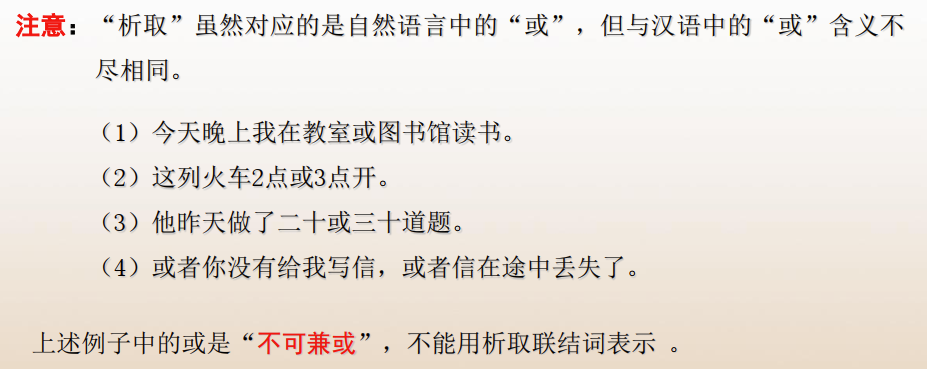 注意：“析取”虽然对应的是自然语言中的“或”，但与汉语中的“或”含义不
尽相同。
（1）今天晚上我在教室或图书馆读书。
（2）这列火车2点或3点开。
（3）他昨天做了二十或三十道题。
（4）或者你没有给我写信，或者信在途中丢失了。
上述例子中的或是“不可兼或”，不能用析取联结词表示 。